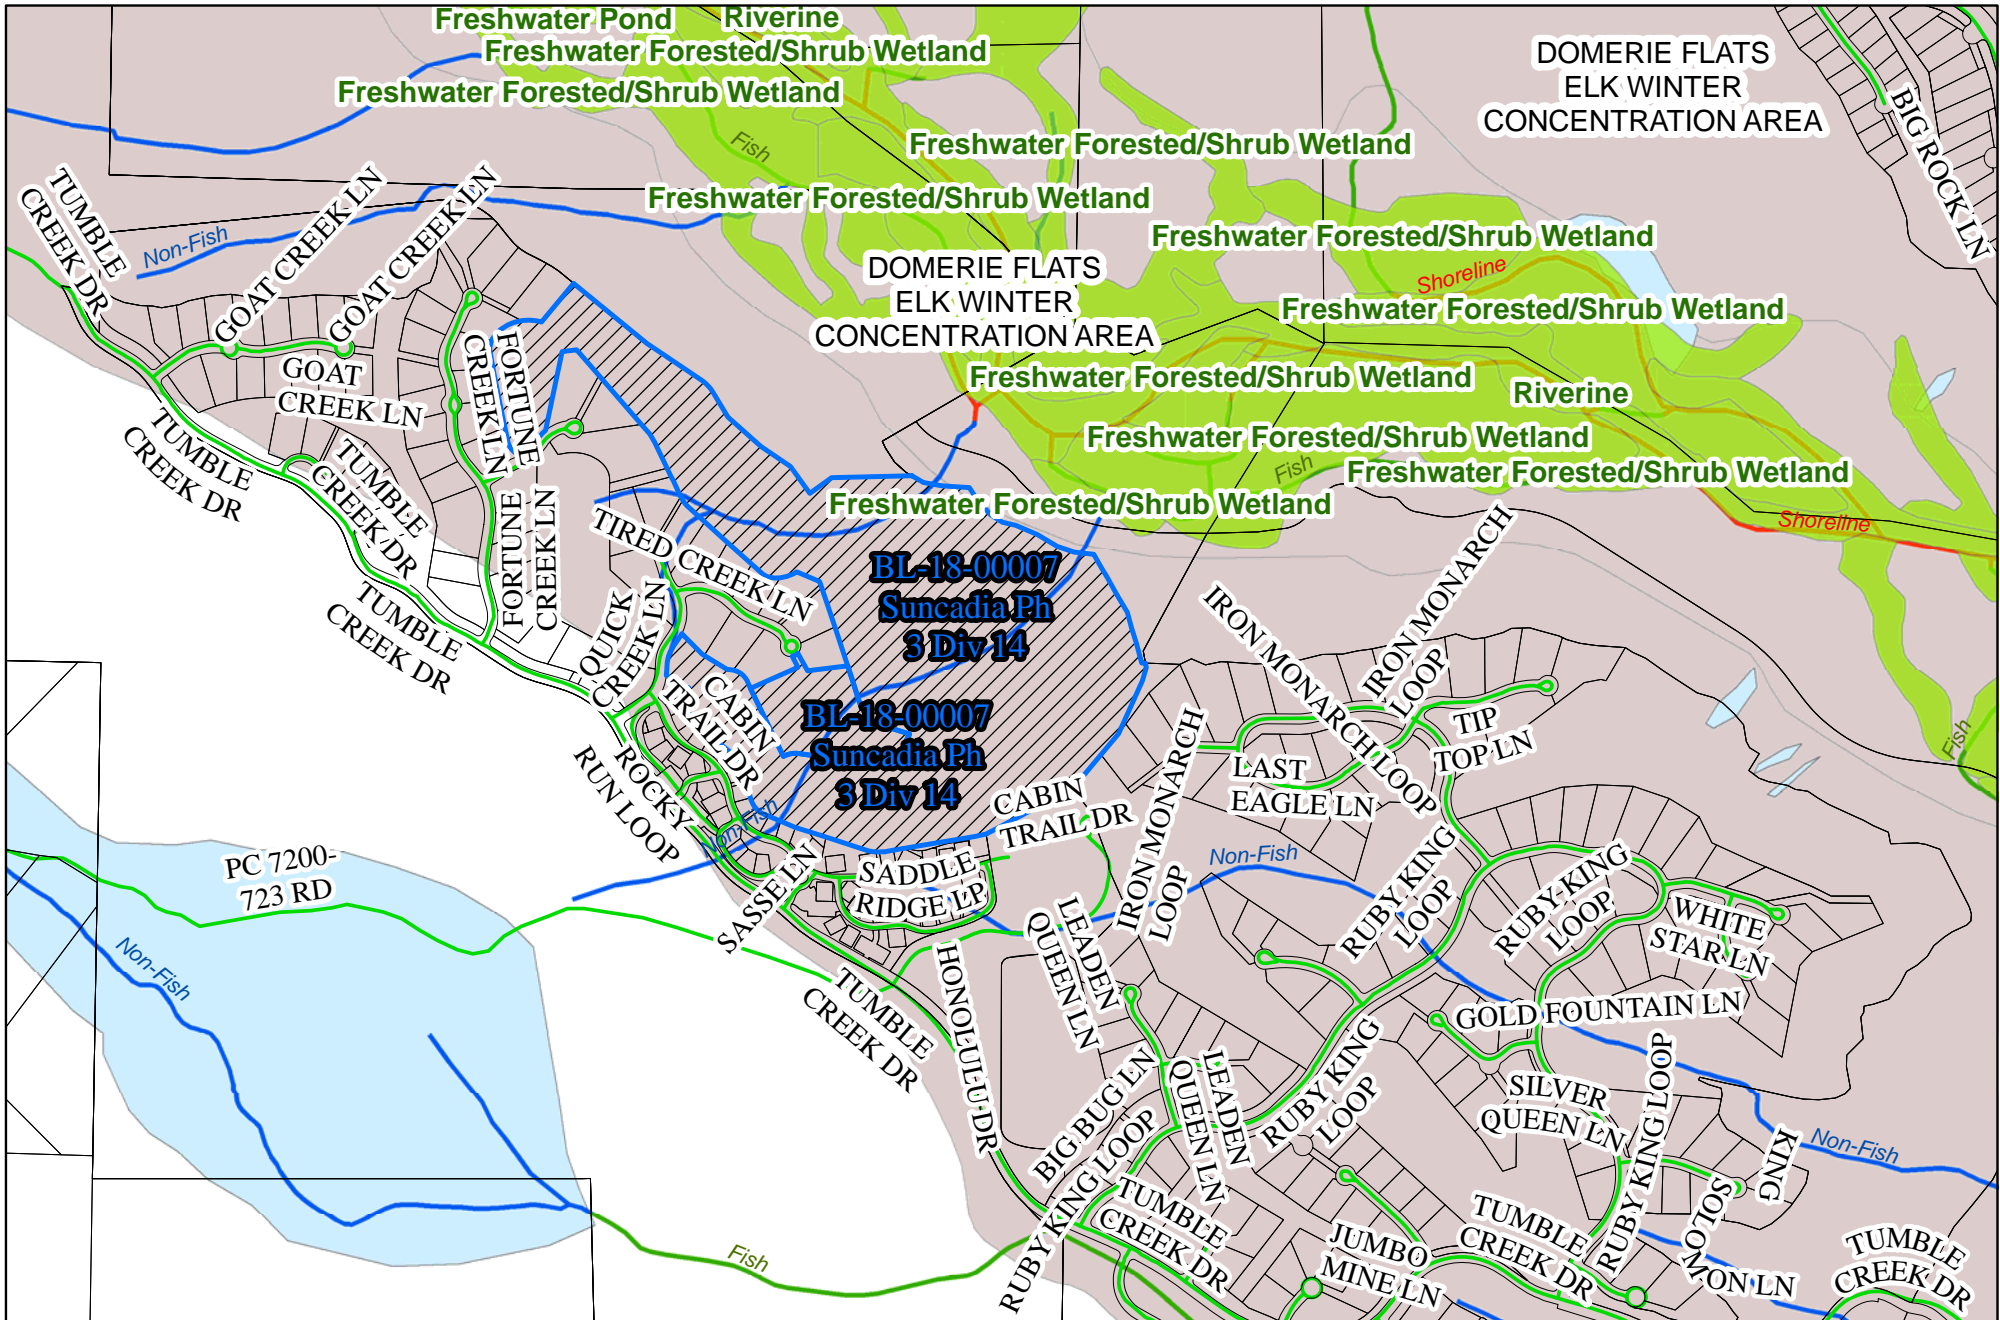 Freshwater Pond
Riverine
Freshwater Forested/Shrub Wetland
Freshwater Forested/Shrub Wetland
DOMERIE FLATS
ELK WINTER
CONCENTRATION AREA
BIG ROCK LN
Fish
Freshwater Forested/Shrub Wetland
Freshwater Forested/Shrub Wetland
TUMBLE
CREEK DR
Non-Fish
GOAT CREEK LN
GOAT CREEK LN
Freshwater Forested/Shrub Wetland
DOMERIE FLATS
ELK WINTER
CONCENTRATION AREA
Shoreline
Freshwater Forested/Shrub Wetland
FORTUNE
CREEK LN
GOAT
CREEK LN
Freshwater Forested/Shrub Wetland
Riverine
TUMBLE
CREEK DR
TUMBLE
CREEK DR
Freshwater Forested/Shrub Wetland
Fish
Freshwater Forested/Shrub Wetland
Freshwater Forested/Shrub Wetland
Shoreline
FORTUNE
CREEK LN
TIRED CREEK LN
BL-18-00007
Suncadia Ph
3 Div 14
IRON MONARCH
LOOP
IRON MONARCH LOOP
TUMBLE
CREEK DR
QUICK
CREEK LN
CABIN
TRAIL DR
BL-18-00007
Suncadia Ph
3 Div 14
TIP
TOP LN
Fish
ROCKY
RUN LOOP
LAST
EAGLE LN
IRON MONARCH
LOOP
CABIN
TRAIL DR
Non-Fish
PC 7200-
723 RD
SASSE LN
SADDLE
RIDGE LP
Non-Fish
RUBY KING
LOOP
RUBY KING
LOOP
WHITE
STAR LN
Non-Fish
LEADEN
QUEEN LN
HONOLULU DR
TUMBLE
CREEK DR
GOLD FOUNTAIN LN
RUBY KING
LOOP
LEADEN
QUEEN LN
BIG BUG LN
SILVER
QUEEN LN
RUBY KING LOOP
KING
SOLOMON LN
Non-Fish
RUBY KING LOOP
TUMBLE
CREEK DR
JUMBO
MINE LN
TUMBLE
CREEK DR
TUMBLE
CREEK DR
Fish